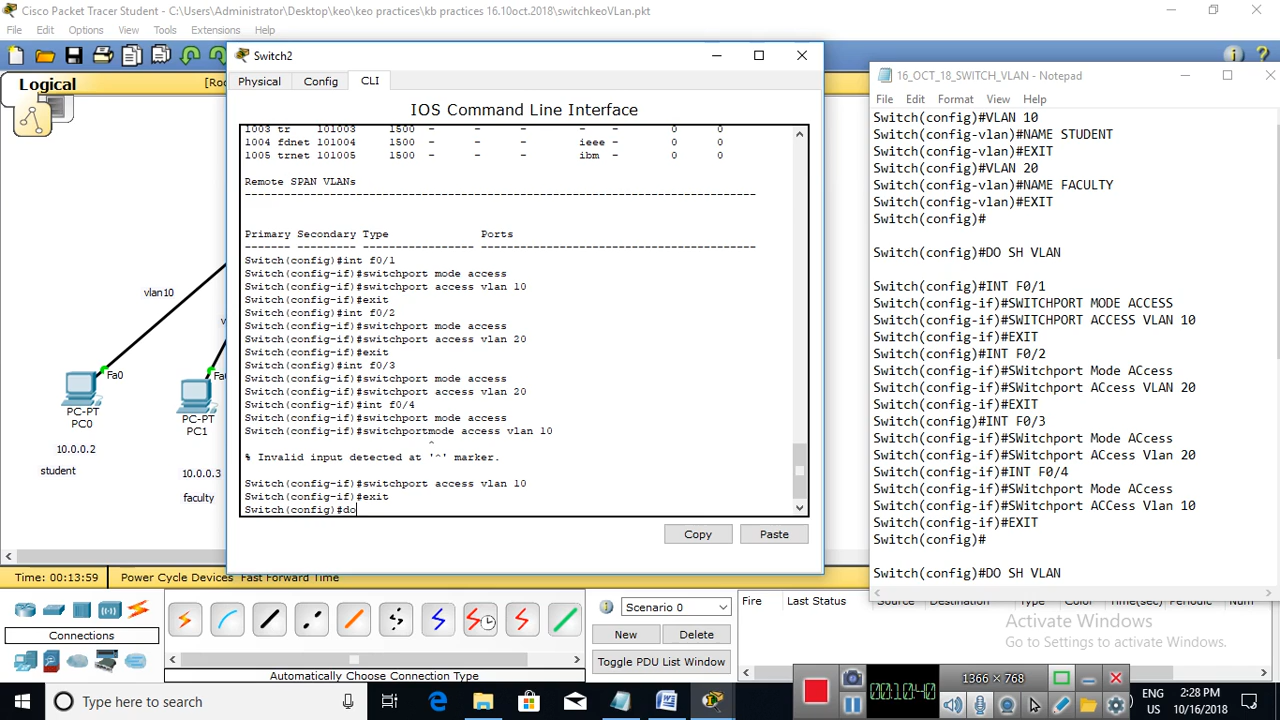 Cisco Packet Tracer Student - C:\Users\Administrator\Desktop\keo\keo practices\kb practices 16.10oct.2018\switchkeoVLan.pkt
File Edit Options View Tools Extensions Help
Logical
[Roo
Switch2
Physical Config CLI
IOS Command Line Interface
1003 tr 101003 1500 - - - - - 0 0
1004 fdnet 101004 1500 - - - ieee - 0 0
1005 trnet 101005 1500 - - - ibm - 0 0
Remote SPAN VLANs
------------------------------------------------------------------------------
Primary Secondary Type Ports
------- --------- ----------------- ------------------------------------------
Switch(config)#int f0/1
Switch(config-if)#switchport mode access
Switch(config-if)#switchport access vlan 10
Switch(config-if)#exit
Switch(config)#int f0/2
Switch(config-if)#switchport mode access
Switch(config-if)#switchport access vlan 20
Switch(config-if)#exit
Switch(config)#int f0/3
Switch(config-if)#switchport mode access
Switch(config-if)#switchport access vlan 20
Switch(config-if)#int f0/4
Switch(config-if)#switchport mode access
Switch(config-if)#switchportmode access vlan 10
^
% Invalid input detected at '^' marker.
Switch(config-if)#switchport access vlan 10
Switch(config-if)#exit
Switch(config)#do
Copy Paste
vlan10
Fa0
PC-PT
PC0
10.0.0.2
student
Fa
PC-PT
PC1
10.0.0.3
faculty
16_OCT_18_SWITCH_VLAN - Notepad
File Edit Format View Help
Switch(config)#VLAN 10
Switch(config-vlan)#NAME STUDENT
Switch(config-vlan)#EXIT
Switch(config)#VLAN 20
Switch(config-vlan)#NAME FACULTY
Switch(config-vlan)#EXIT
Switch(config)#
Switch(config)#DO SH VLAN
Switch(config)#INT F0/1
Switch(config-if)#SWITCHPORT MODE ACCESS
Switch(config-if)#SWITCHPORT ACCESS VLAN 10
Switch(config-if)#EXIT
Switch(config)#INT F0/2
Switch(config-if)#SWitchport Mode ACcess
Switch(config-if)#SWitchport ACcess VLAN 20
Switch(config-if)#EXIT
Switch(config)#INT F0/3
Switch(config-if)#SWitchport Mode ACcess
Switch(config-if)#SWitchport ACCess Vlan 20
Switch(config-if)#INT F0/4
Switch(config-if)#SWitchport Mode ACcess
Switch(config-if)#SWitchport ACCess Vlan 10
Switch(config-if)#EXIT
Switch(config)#
Switch(config)#DO SH VLAN
Time: 00:13:59 Power Cycle Devices Fast Forward Time
Connections
Automatically Choose Connection Type
Scenario 0
New Delete
Toggle PDU List Window
Fire Last Status Source Destination Type Color Time(sec) Periodic Num
Activate Windows
Go to Settings to activate Windows.
1366 × 768
00:10:40
Type here to search
ENG
US
2:28 PM
10/16/2018